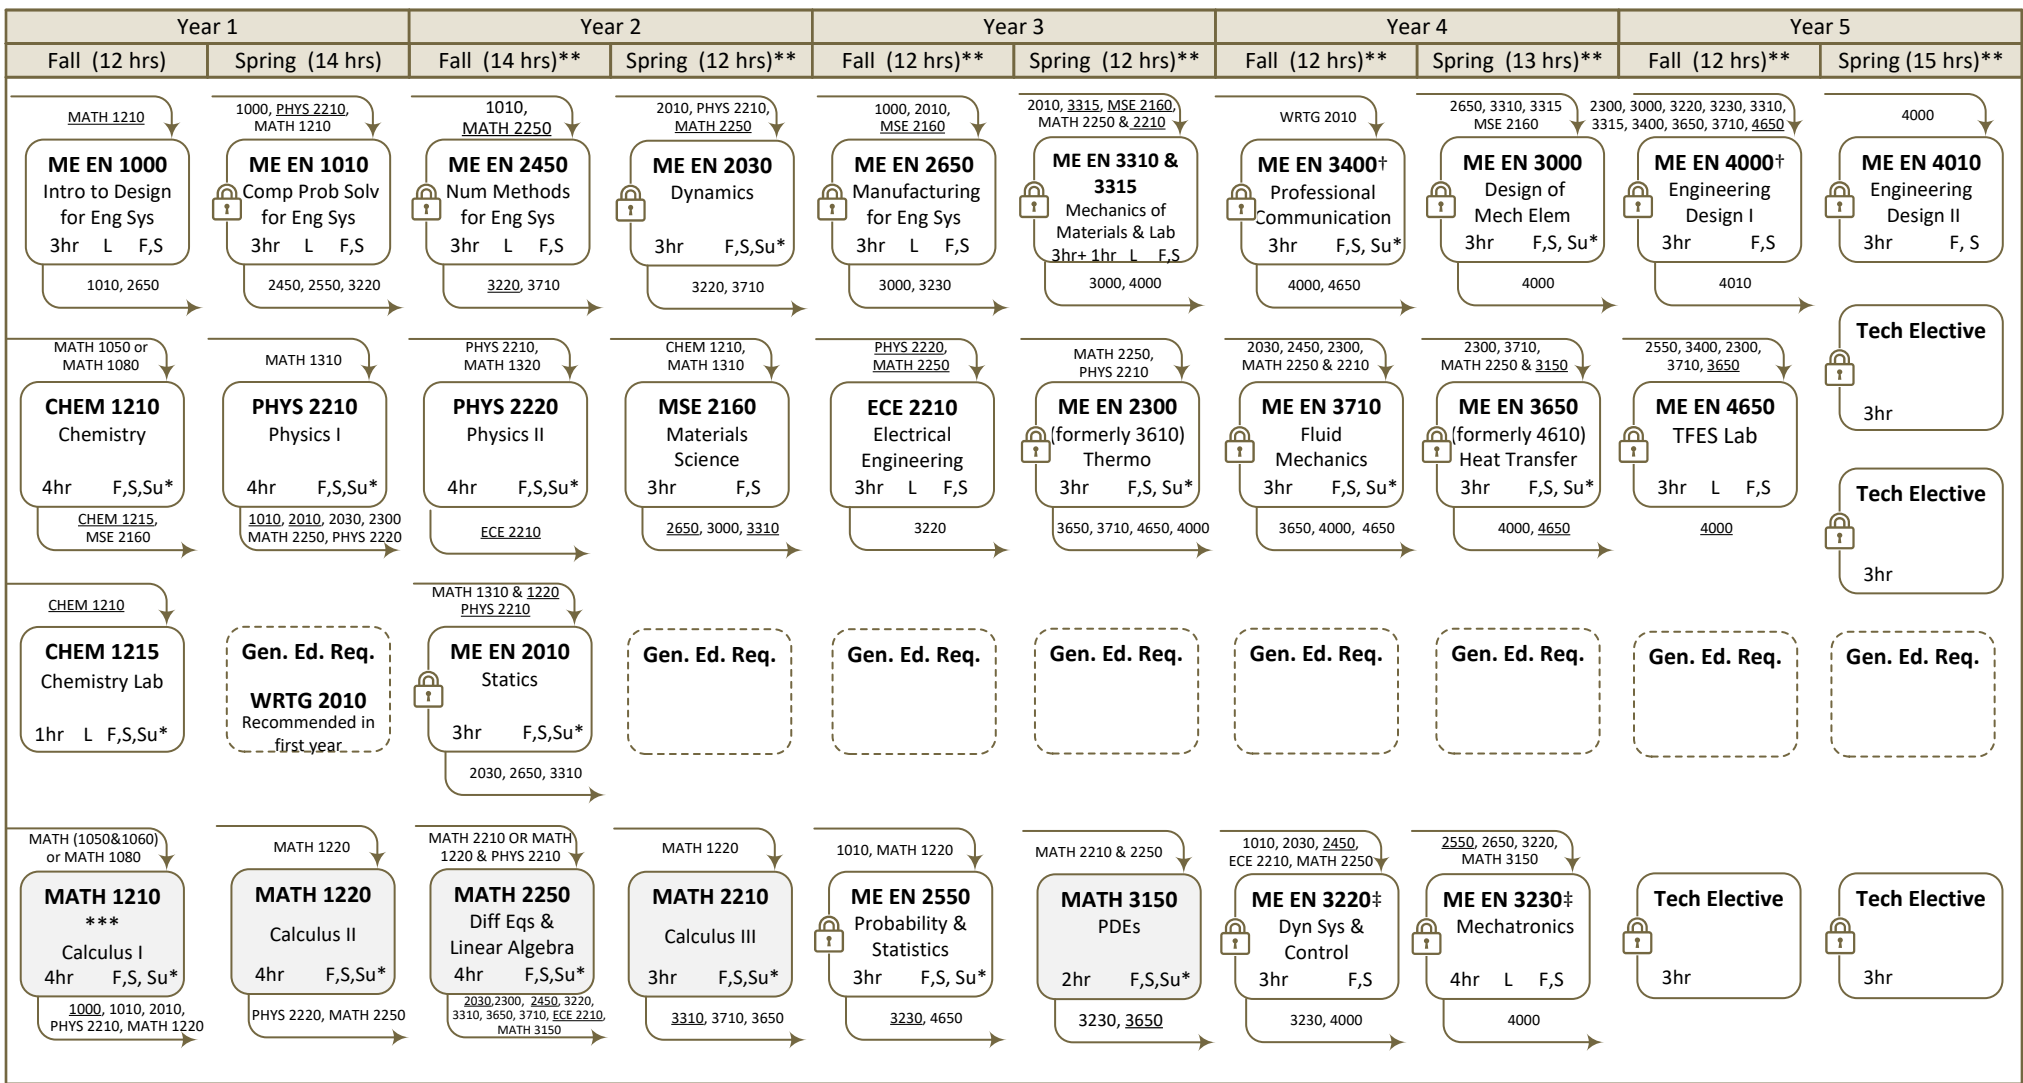 Year 1
Year 2
Year 3
Year 4
Year 5
Fall (12 hrs)
Spring (14 hrs)
Fall (14 hrs)**
Spring (12 hrs)**
Fall (12 hrs)**
Spring (12 hrs)**
Fall (12 hrs)**
Spring (13 hrs)**
Fall (12 hrs)**
Spring (15 hrs)**
MATH 1210
ME EN 1000
Intro to Design
for Eng Sys
3hr L F,S
1010, 2650
1000, PHYS 2210,
MATH 1210
ME EN 1010
Comp Prob Solv
for Eng Sys
3hr L F,S
2450, 2550, 3220
1010,
MATH 2250
ME EN 2450
Num Methods
for Eng Sys
3hr L F,S
3220, 3710
2010, PHYS 2210,
MATH 2250
ME EN 2030
Dynamics
3hr F,S,Su*
3220, 3710
1000, 2010,
MSE 2160
ME EN 2650
Manufacturing
for Eng Sys
3hr L F,S
3000, 3230
2010, 3315, MSE 2160,
MATH 2250 & 2210
ME EN 3310 &
3315
Mechanics of
Materials & Lab
3hr+ 1hr L F,S
3000, 4000
WRTG 2010
ME EN 3400†
Professional
Communication
3hr F,S, Su*
4000, 4650
2650, 3310, 3315
MSE 2160
ME EN 3000
Design of
Mech Elem
3hr F,S, Su*
4000
2300, 3000, 3220, 3230, 3310,
3315, 3400, 3650, 3710, 4650
ME EN 4000†
Engineering
Design I
3hr F,S
4010
4000
ME EN 4010
Engineering
Design II
3hr F, S
MATH 1050 or
MATH 1080
CHEM 1210
Chemistry
4hr F,S,Su*
CHEM 1215,
MSE 2160
MATH 1310
PHYS 2210
Physics I
4hr F,S,Su*
1010, 2010, 2030, 2300
MATH 2250, PHYS 2220
PHYS 2210,
MATH 1320
PHYS 2220
Physics II
4hr F,S,Su*
ECE 2210
CHEM 1210,
MATH 1310
MSE 2160
Materials
Science
3hr F,S
2650, 3000, 3310
PHYS 2220,
MATH 2250
ECE 2210
Electrical
Engineering
3hr L F,S
3220
MATH 2250,
PHYS 2210
ME EN 2300
(formerly 3610)
Thermo
3hr F,S, Su*
3650, 3710, 4650, 4000
2030, 2450, 2300,
MATH 2250 & 2210
ME EN 3710
Fluid
Mechanics
3hr F,S, Su*
3650, 4000, 4650
2300, 3710,
MATH 2250 & 3150
ME EN 3650
(formerly 4610)
Heat Transfer
3hr F,S, Su*
4000, 4650
2550, 3400, 2300,
3710, 3650
ME EN 4650
TFES Lab
3hr L F,S
4000
Tech Elective
3hr
Tech Elective
3hr
CHEM 1210
CHEM 1215
Chemistry Lab
1hr L F,S,Su*
Gen. Ed. Req.
WRTG 2010
Recommended in
first year
MATH 1310 & 1220
PHYS 2210
ME EN 2010
Statics
3hr F,S,Su*
2030, 2650, 3310
Gen. Ed. Req.
Gen. Ed. Req.
Gen. Ed. Req.
Gen. Ed. Req.
Gen. Ed. Req.
Gen. Ed. Req.
Gen. Ed. Req.
MATH (1050&1060)
or MATH 1080
MATH 1210
***
Calculus I
4hr F,S, Su*
1000, 1010, 2010,
PHYS 2210, MATH 1220
MATH 1220
MATH 1220
Calculus II
4hr F,S,Su*
PHYS 2220, MATH 2250
MATH 2210 OR MATH
1220 & PHYS 2210
MATH 2250
Diff Eqs &
Linear Algebra
4hr F,S,Su*
2030,2300, 2450, 3220,
3310, 3650, 3710, ECE 2210,
MATH 3150
MATH 1220
MATH 2210
Calculus III
3hr F,S,Su*
3310, 3710, 3650
1010, MATH 1220
ME EN 2550
Probability &
Statistics
3hr F,S, Su*
3230, 4650
MATH 2210 & 2250
MATH 3150
PDEs
2hr F,S,Su*
3230, 3650
1010, 2030, 2450,
ECE 2210, MATH 2250
ME EN 3220‡
Dyn Sys &
Control
3hr F,S
3230, 4000
2550, 2650, 3220,
MATH 3150
ME EN 3230‡
Mechatronics
4hr L F,S
4000
Tech Elective
3hr
Tech Elective
3hr